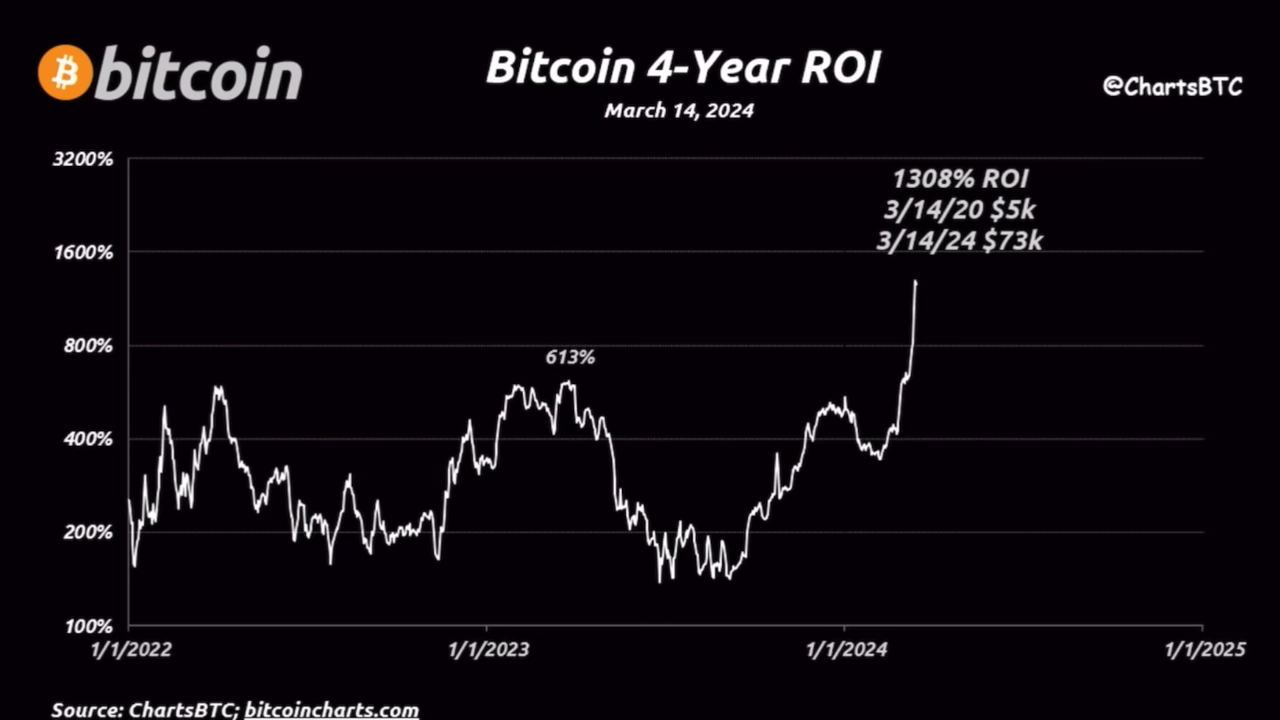 bitcoin
Bitcoin 4-Year ROI
@ChartsBTC
March 14, 2024
3200%
1308% ROI
3/14/20 $5k
3/14/24 $73k
1600%
800%
613%
400%
200%
100%
1/1/2022 1/1/2023 1/1/2024 1/1/2025
Source: ChartsBTC; bitcoincharts.com